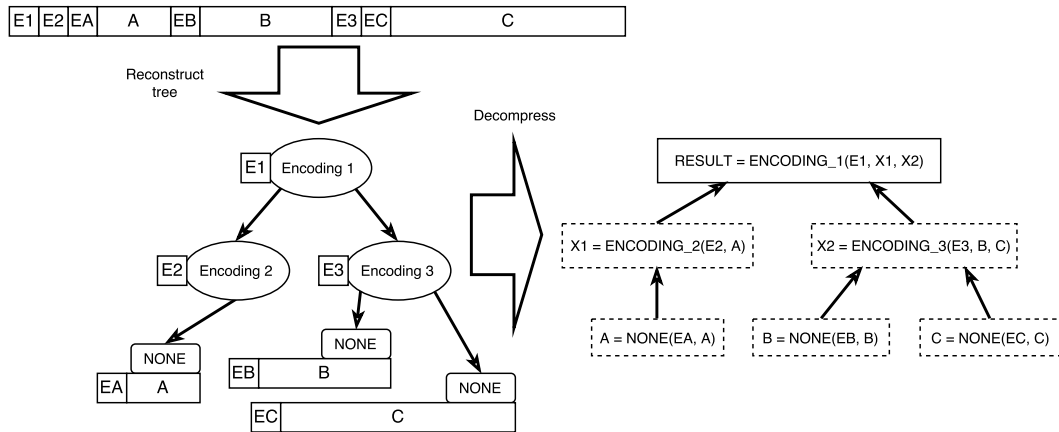 E1 E2 EA A EB B E3 EC C
Reconstruct
tree
Decompress
E1 Encoding 1
E2 Encoding 2
E3 Encoding 3
NONE
EA A
NONE
EB B
NONE
EC C
RESULT = ENCODING_1(E1, X1, X2)
X1 = ENCODING_2(E2, A)
X2 = ENCODING_3(E3, B, C)
A = NONE(EA, A)
B = NONE(EB, B)
C = NONE(EC, C)